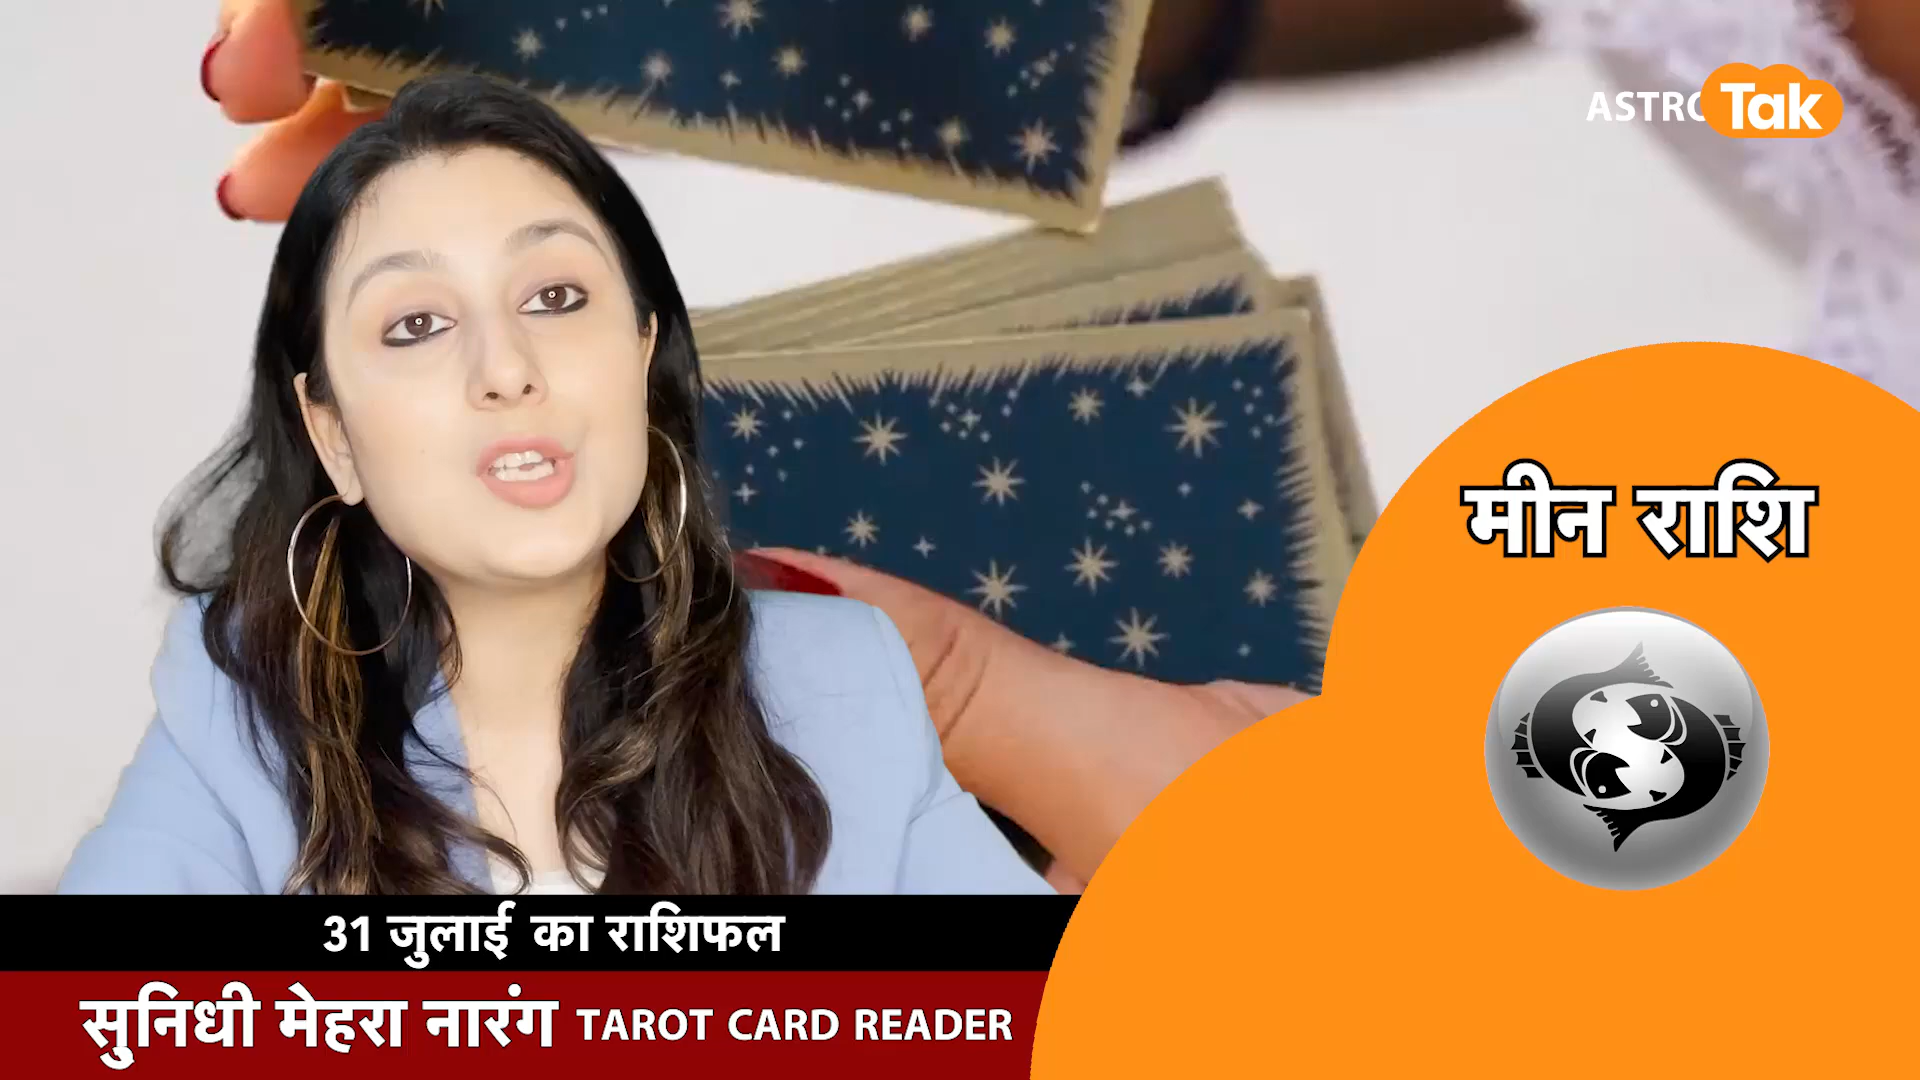 ASTRO Tak
मीन राशि
31 जुलाई का राशिफल
सुनिधी मेहरा नारंग TAROT CARD READER